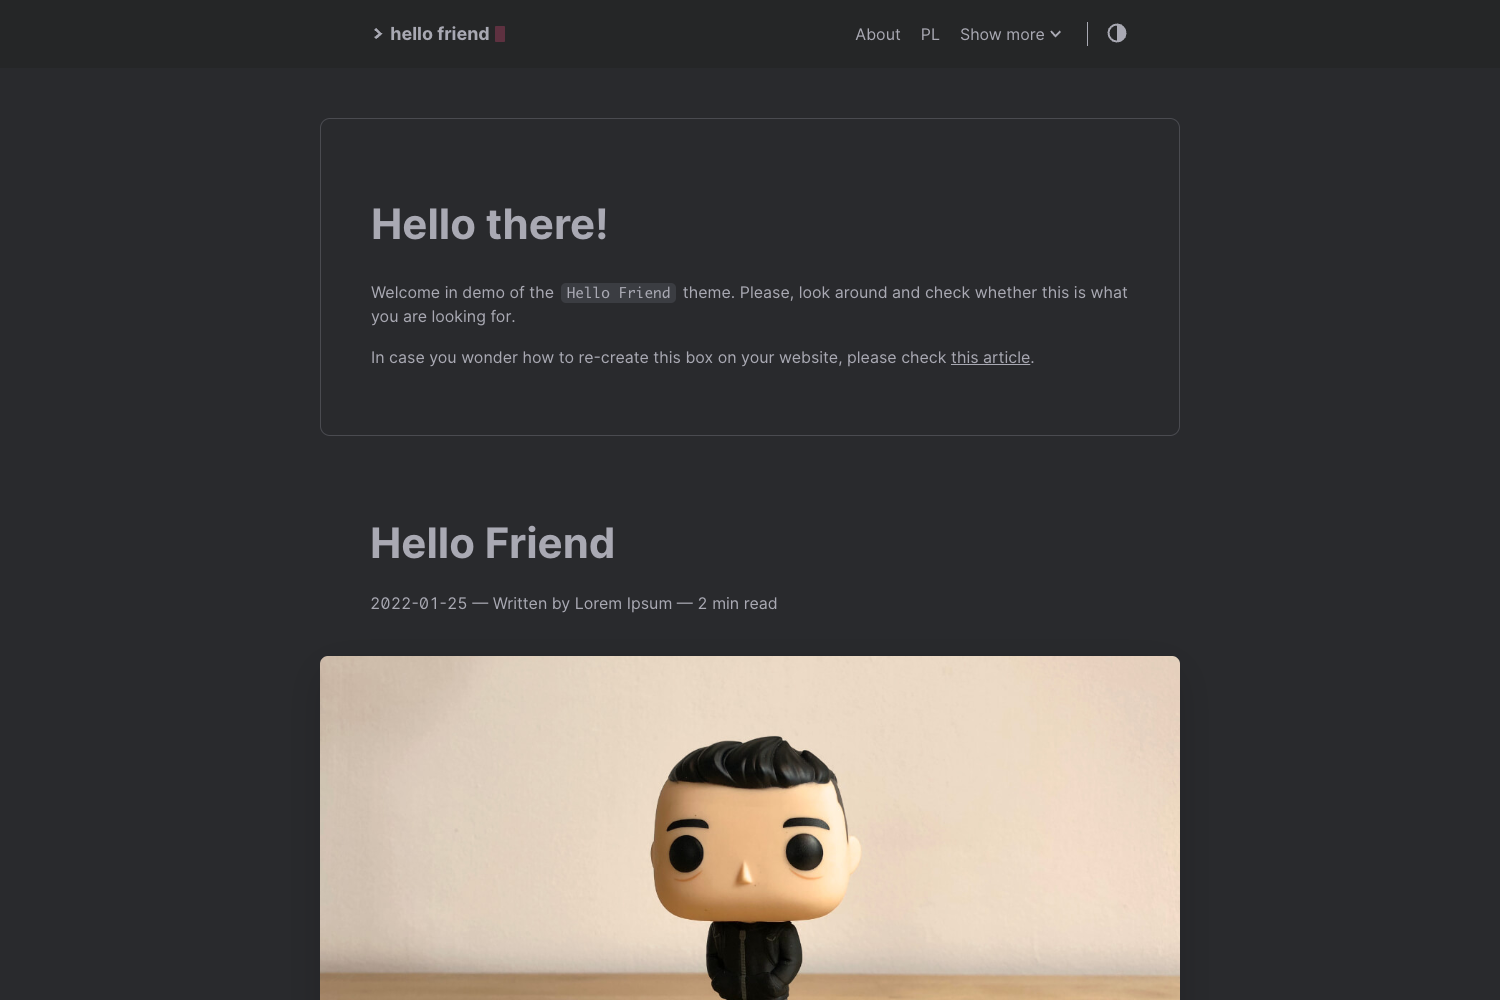 hello friend
About PL Show more
Hello there!
Welcome in demo of the Hello Friend theme. Please, look around and check whether this is what
you are looking for.
In case you wonder how to re-create this box on your website, please check this article.
Hello Friend
2022-01-25 — Written by Lorem Ipsum — 2 min read